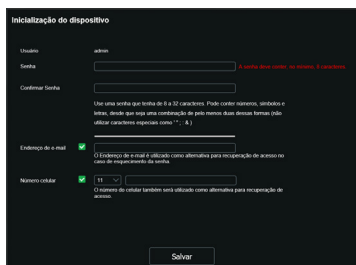 Inicialização do dispositivo
Usuário admin
Senha A senha deve conter, no mínimo, 8 caracteres
Confirmar Senha
Use uma senha que tenha de 8 a 32 caracteres. Pode conter números, símbolos e
letras, desde que seja uma combinação de pelo menos duas dessas formas (não
utilizar caracteres especiais como ' " ; : & )
Endereço de e-mail
O Endereço de e-mail é utilizado como alternativa para recuperação de acesso no
caso de esquecimento da senha.
Número celular 11
O número do celular também será utilizado como alternativa para recuperação de
acesso.
Salvar